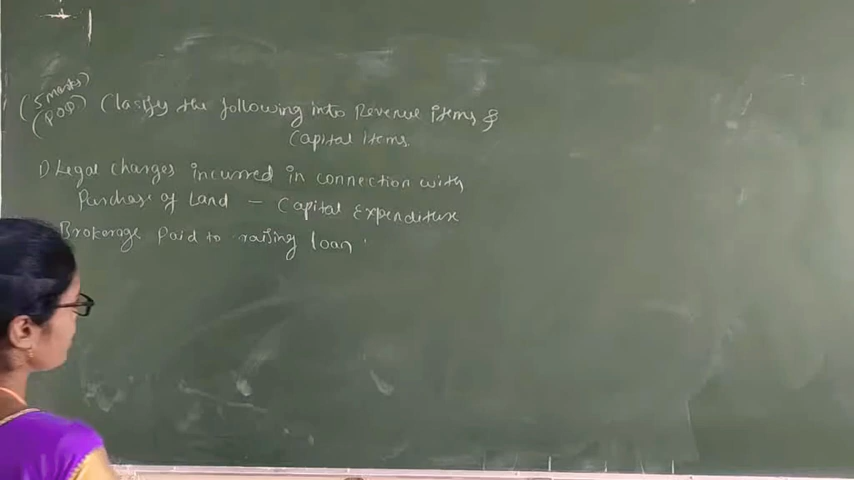 (5 marks)
(POQ) Classify the following into Revenue items &
Capital items.
1) Legal charges incurred in connection with
Purchase of Land - Capital Expenditure
Brokerage Paid to raising loan